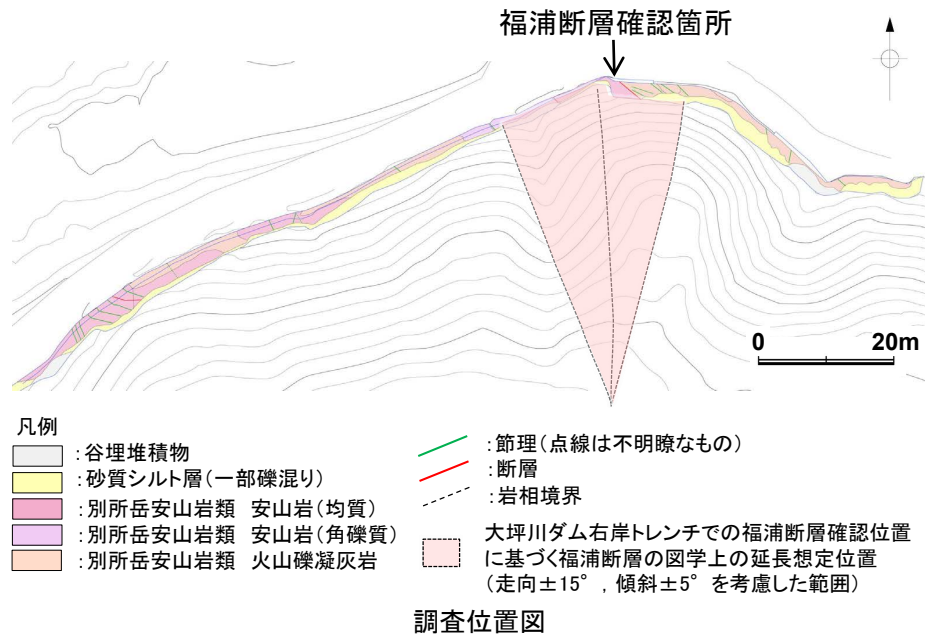 福浦断層確認箇所
0 20m
凡例
:谷埋堆積物
:砂質シルト層(一部礫混り)
:別所岳安山岩類 安山岩(均質)
:別所岳安山岩類 安山岩(角礫質)
:別所岳安山岩類 火山礫凝灰岩
:節理(点線は不明瞭なもの)
:断層
:岩相境界
大坪川ダム右岸トレンチでの福浦断層確認位置
に基づく福浦断層の図学上の延長想定位置
(走向±15°,傾斜±5°を考慮した範囲)
調査位置図